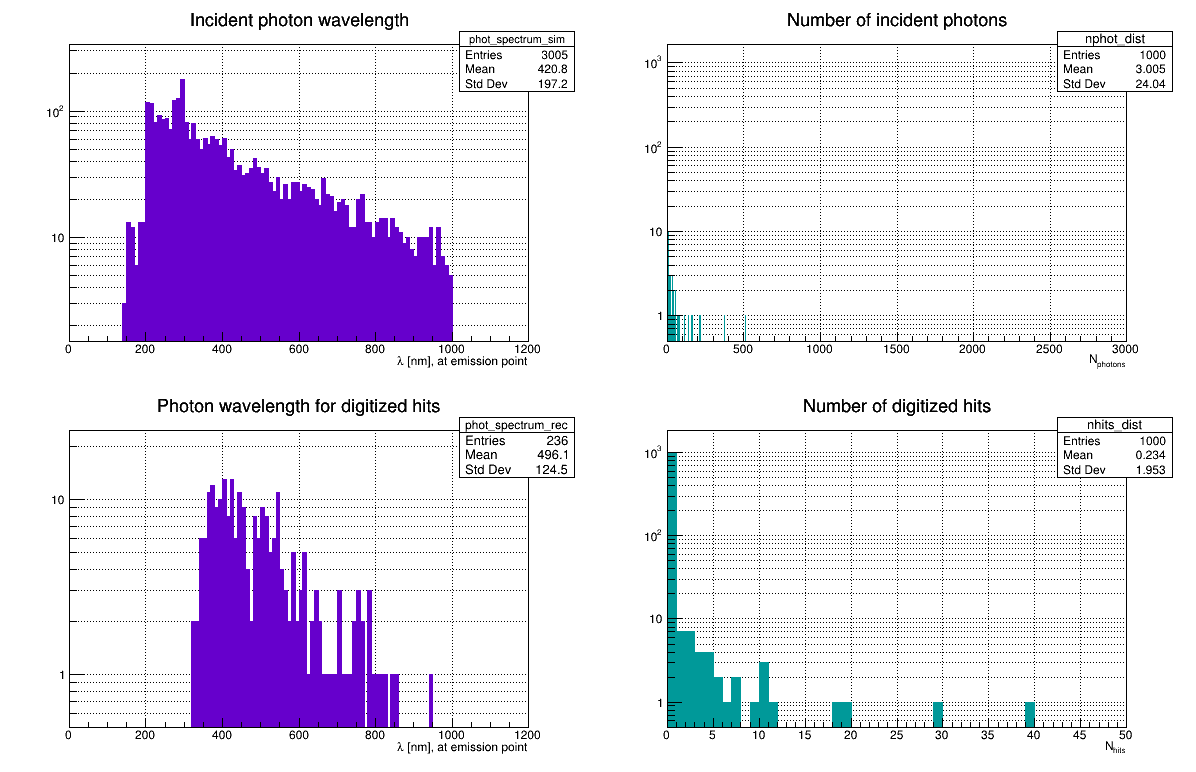 Incident photon wavelength
phot_spectrum_sim
Entries 3005
Mean 420.8
Std Dev 197.2
10²
10
0 200 400 600 800 1000 1200
λ [nm], at emission point
Number of incident photons
nphot_dist
Entries 1000
Mean 3.005
Std Dev 24.04
10³
10²
10
1
0 500 1000 1500 2000 2500 3000
Nphotons
Photon wavelength for digitized hits
phot_spectrum_rec
Entries 236
Mean 496.1
Std Dev 124.5
10
1
0 200 400 600 800 1000 1200
λ [nm], at emission point
Number of digitized hits
nhits_dist
Entries 1000
Mean 0.234
Std Dev 1.953
10³
10²
10
1
0 5 10 15 20 25 30 35 40 45 50
Nhits